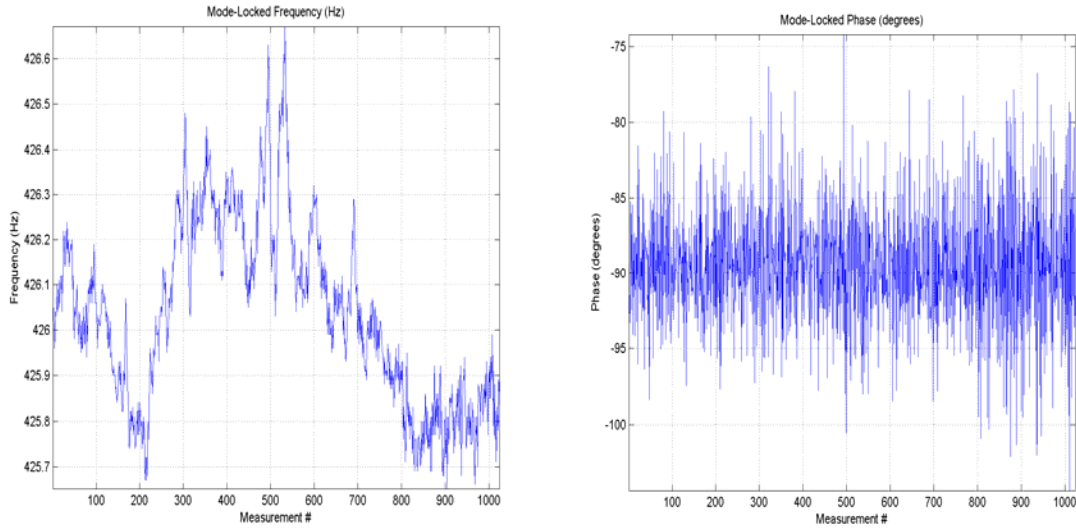 Mode-Locked Frequency (Hz)
Frequency (Hz)
426.6
426.5
426.4
426.3
426.2
426.1
426
425.9
425.8
425.7
100 200 300 400 500 600 700 800 900 1000
Measurement #
Mode-Locked Phase (degrees)
Phase (degrees)
-75
-80
-85
-90
-95
-100
100 200 300 400 500 600 700 800 900 1000
Measurement #